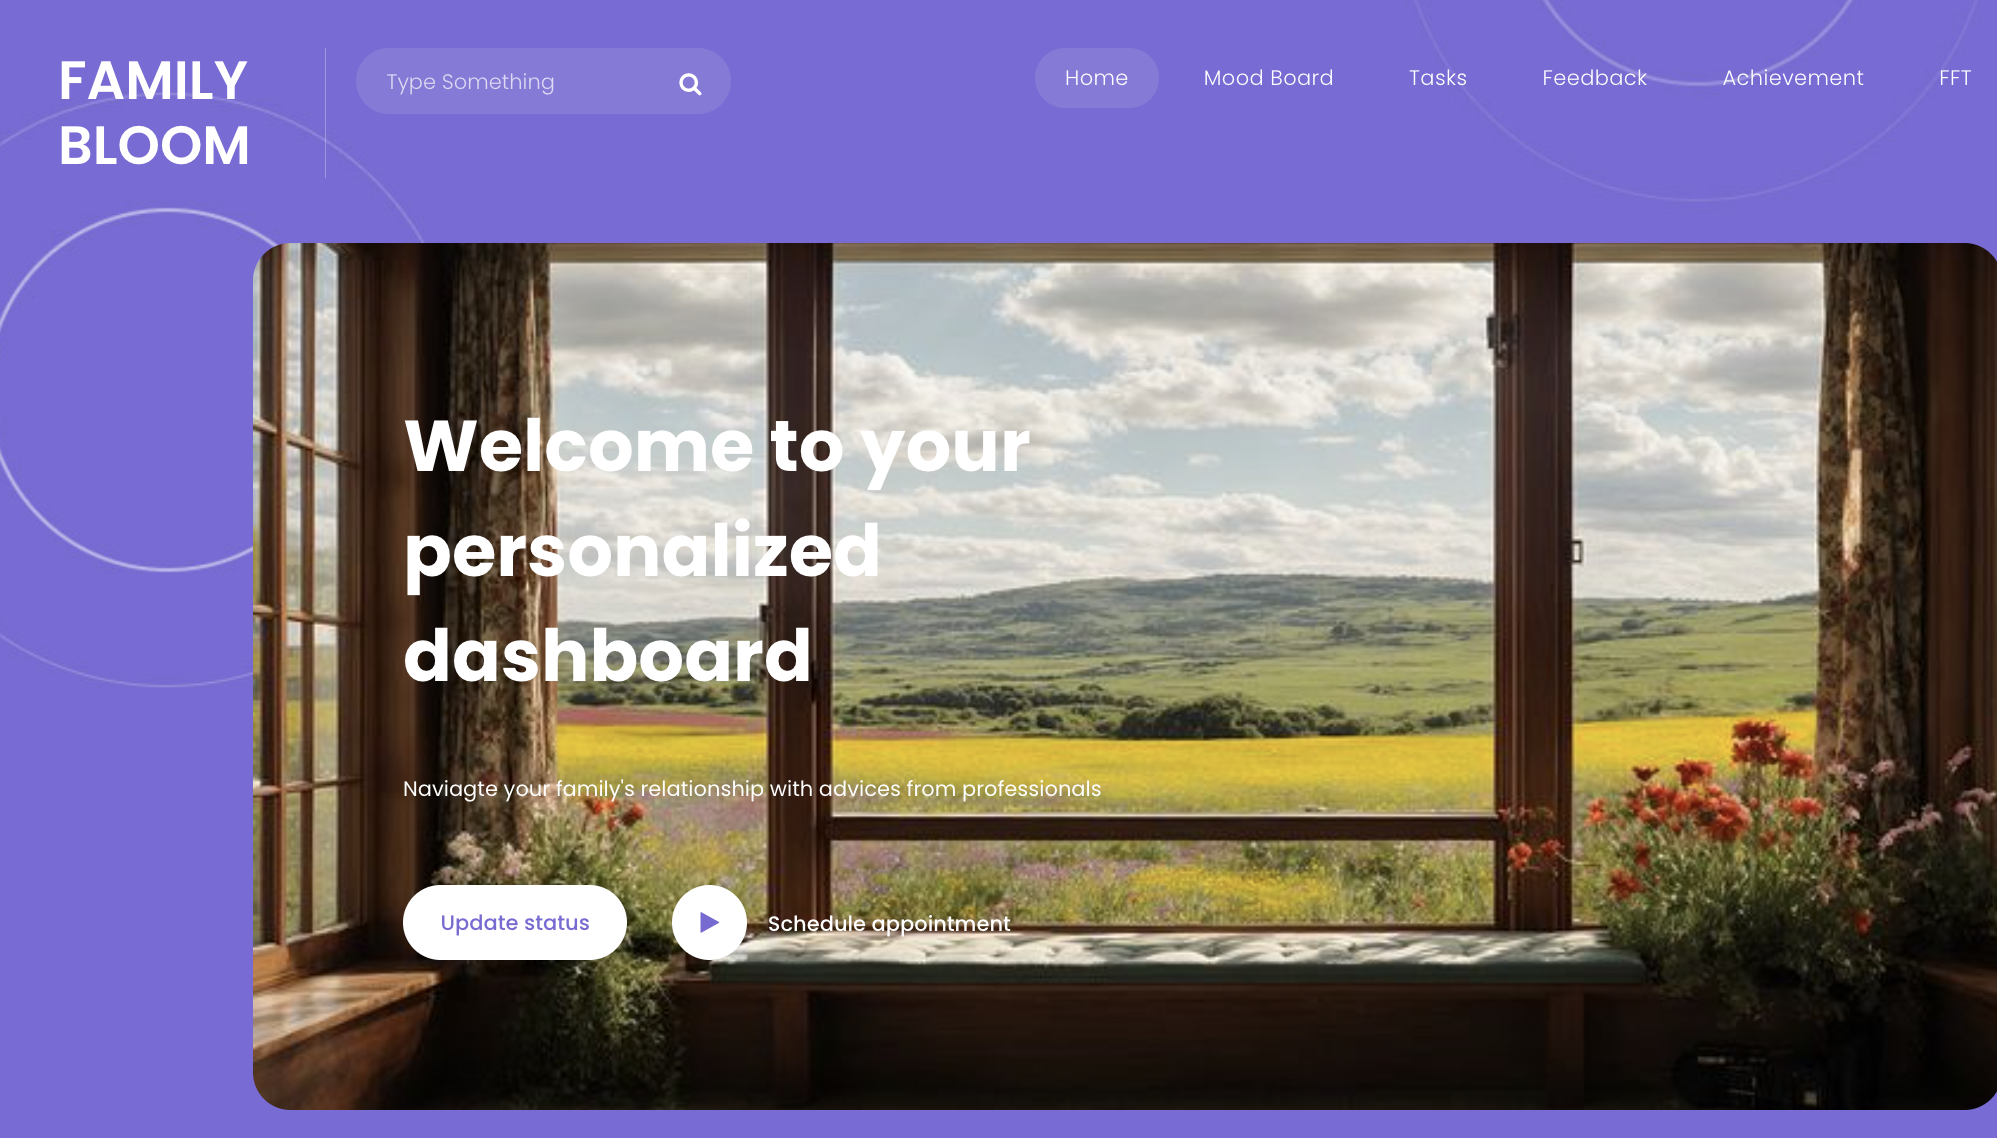 FAMILY
BLOOM
Type Something
Home
Mood Board
Tasks
Feedback
Achievement
FFT
Welcome to your
personalized
dashboard
Naviagte your family's relationship with advices from professionals
Update status
Schedule appointment